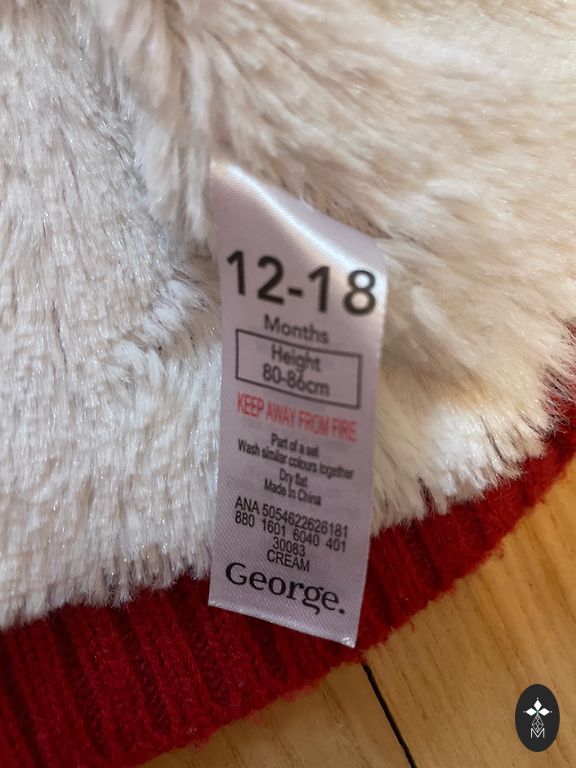 12-18
Months
Height
80-86cm
KEEP AWAY FROM FIRE
Part of a set
Wash similar colours together
Dry flat
Made In China
ANA 5054622626181
880 1601 6040 401
30083
CREAM
George.
M